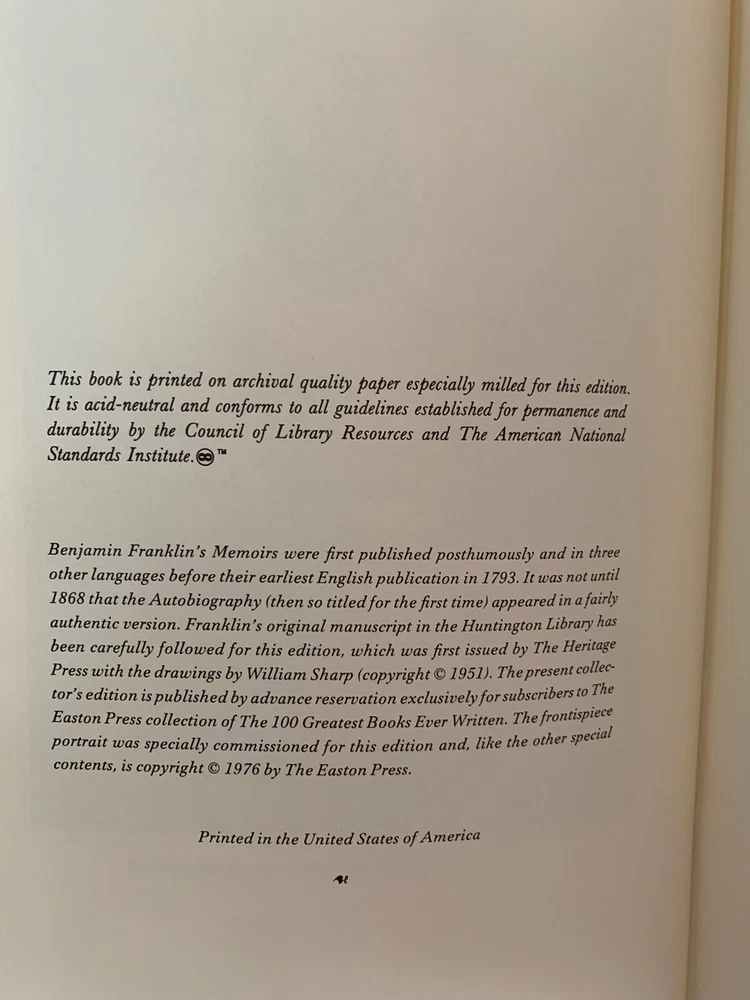 This book is printed on archival quality paper especially milled for this edition.
It is acid-neutral and conforms to all guidelines established for permanence and
durability by the Council of Library Resources and The American National
Standards Institute.♾™
Benjamin Franklin's Memoirs were first published posthumously and in three
other languages before their earliest English publication in 1793. It was not until
1868 that the Autobiography (then so titled for the first time) appeared in a fairly
authentic version. Franklin's original manuscript in the Huntington Library has
been carefully followed for this edition, which was first issued by The Heritage
Press with the drawings by William Sharp (copyright © 1951). The present collec-
tor's edition is published by advance reservation exclusively for subscribers to The
Easton Press collection of The 100 Greatest Books Ever Written. The frontispiece
portrait was specially commissioned for this edition and, like the other special
contents, is copyright © 1976 by The Easton Press.
Printed in the United States of America